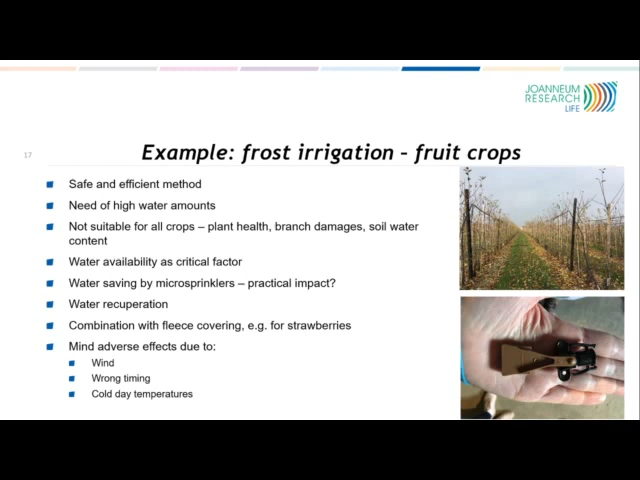 JOANNEUM
RESEARCH
LIFE
17
Example: frost irrigation – fruit crops
Safe and efficient method
Need of high water amounts
Not suitable for all crops – plant health, branch damages, soil water
content
Water availability as critical factor
Water saving by microsprinklers – practical impact?
Water recuperation
Combination with fleece covering, e.g. for strawberries
Mind adverse effects due to:
Wind
Wrong timing
Cold day temperatures